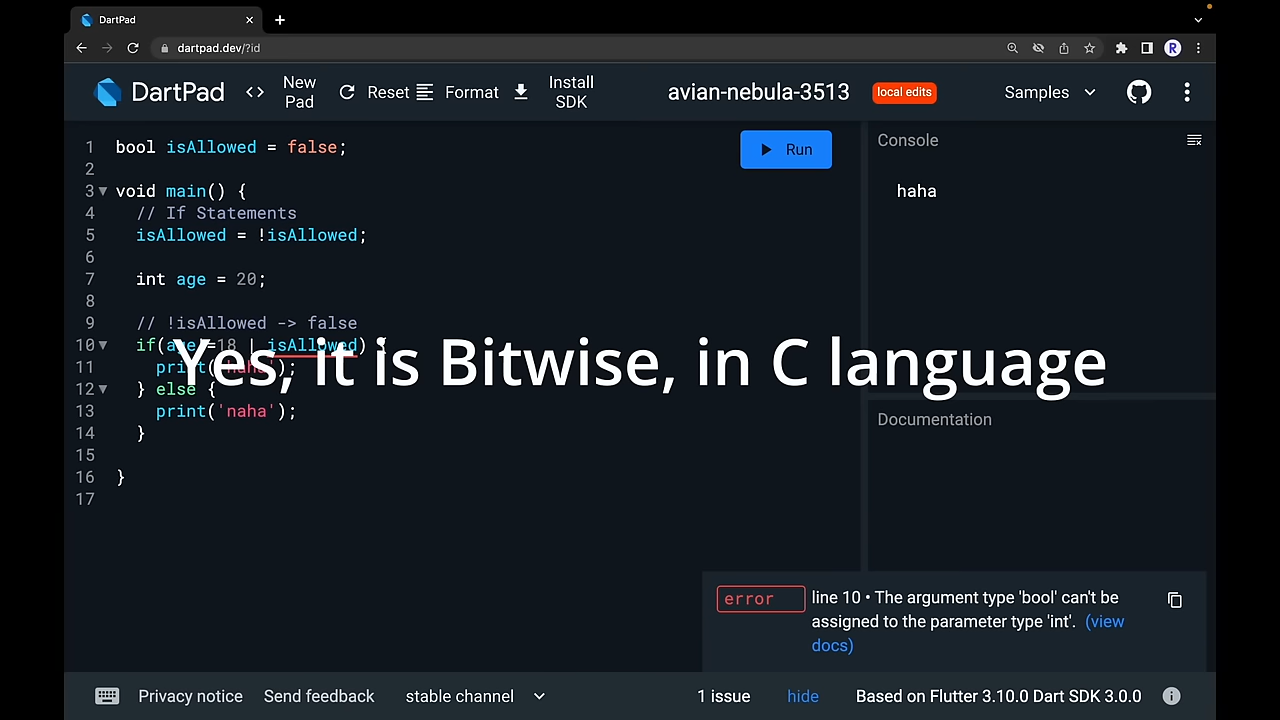 DartPad
dartpad.dev/?id
R
DartPad
<> New Pad
Reset
Format
Install SDK
avian-nebula-3513
local edits
Samples
1 bool isAllowed = false;
2
3 void main() {
4 // If Statements
5 isAllowed = !isAllowed;
6
7 int age = 20;
8
9 // !isAllowed -> false
10 if(age 18 | isAllowed) {
11 print('haha');
12 } else {
13 print('naha');
14 }
15
16 }
17
Run
Console
haha
Yes, it is Bitwise, in C language
Documentation
error
line 10 • The argument type 'bool' can't be
assigned to the parameter type 'int'. (view
docs)
Privacy notice
Send feedback
stable channel
1 issue
hide
Based on Flutter 3.10.0 Dart SDK 3.0.0